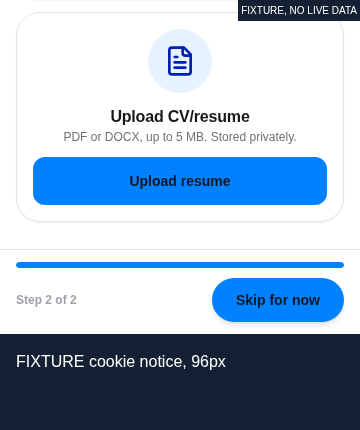 FIXTURE, NO LIVE DATA
Upload CV/resume
PDF or DOCX, up to 5 MB. Stored privately.
Upload resume
Step 2 of 2
Skip for now
FIXTURE cookie notice, 96px